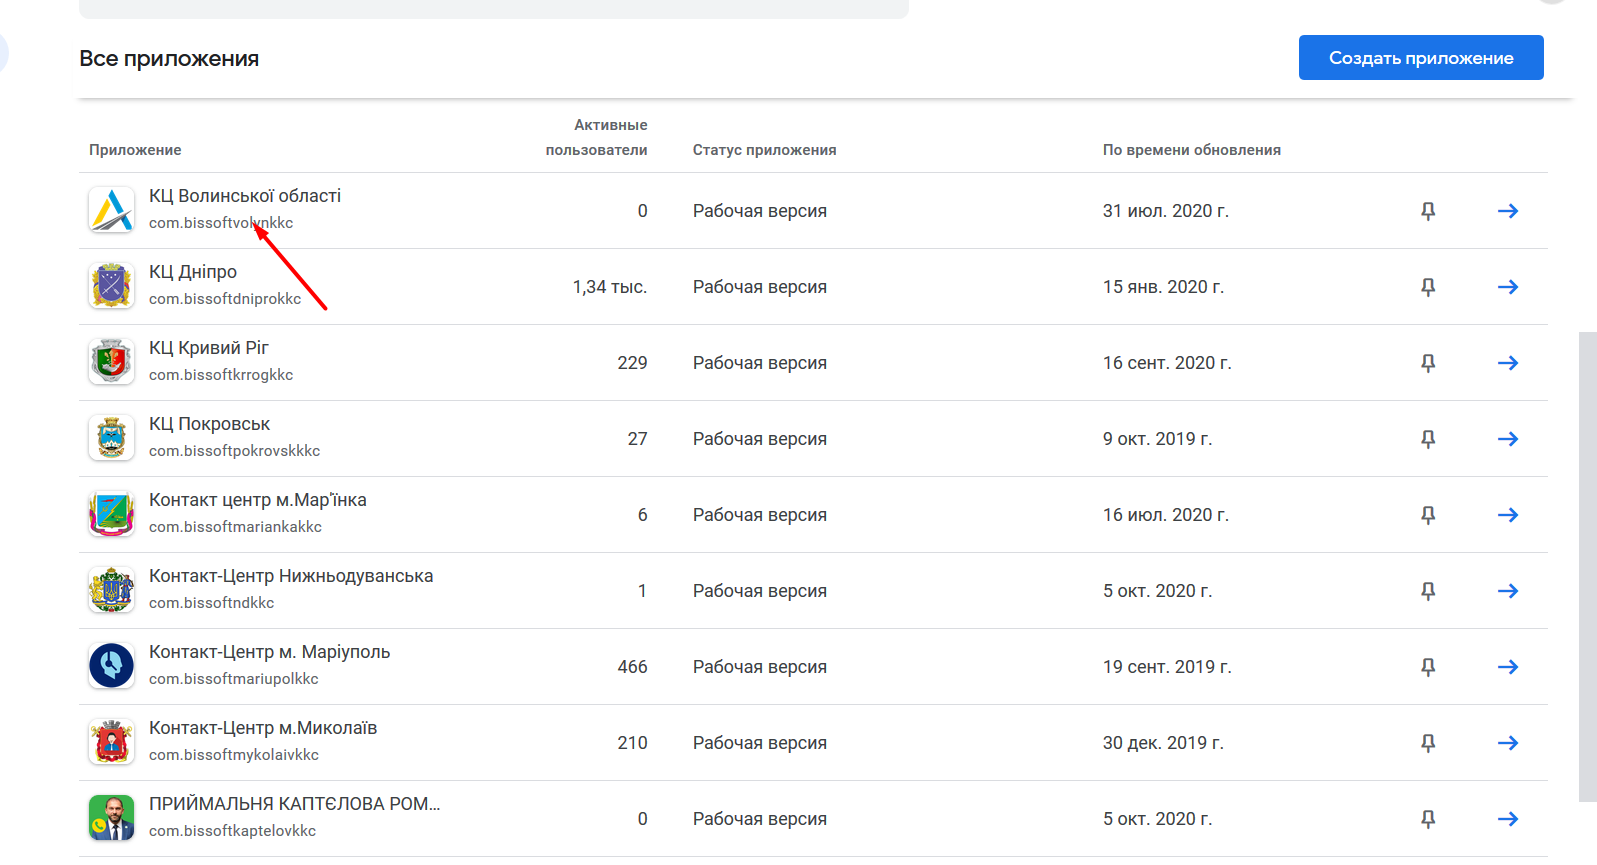 Все приложения
Создать приложение
Активные
Приложение пользователи Статус приложения По времени обновления
КЦ Волинської області
com.bissoftvolynkkc
0 Рабочая версия 31 июл. 2020 г.
КЦ Дніпро
com.bissoftdniprokkc
1,34 тыс. Рабочая версия 15 янв. 2020 г.
КЦ Кривий Ріг
com.bissoftkrrogkkc
229 Рабочая версия 16 сент. 2020 г.
КЦ Покровськ
com.bissoftpokrovskkkc
27 Рабочая версия 9 окт. 2019 г.
Контакт центр м.Мар'їнка
com.bissoftmariankakkc
6 Рабочая версия 16 июл. 2020 г.
Контакт-Центр Нижньодуванська
com.bissoftndkkc
1 Рабочая версия 5 окт. 2020 г.
Контакт-Центр м. Маріуполь
com.bissoftmariupolkkc
466 Рабочая версия 19 сент. 2019 г.
Контакт-Центр м.Миколаїв
com.bissoftmykolaivkkc
210 Рабочая версия 30 дек. 2019 г.
ПРИЙМАЛЬНЯ КАПТЄЛОВА РОМ...
com.bissoftkaptelovkkc
0 Рабочая версия 5 окт. 2020 г.